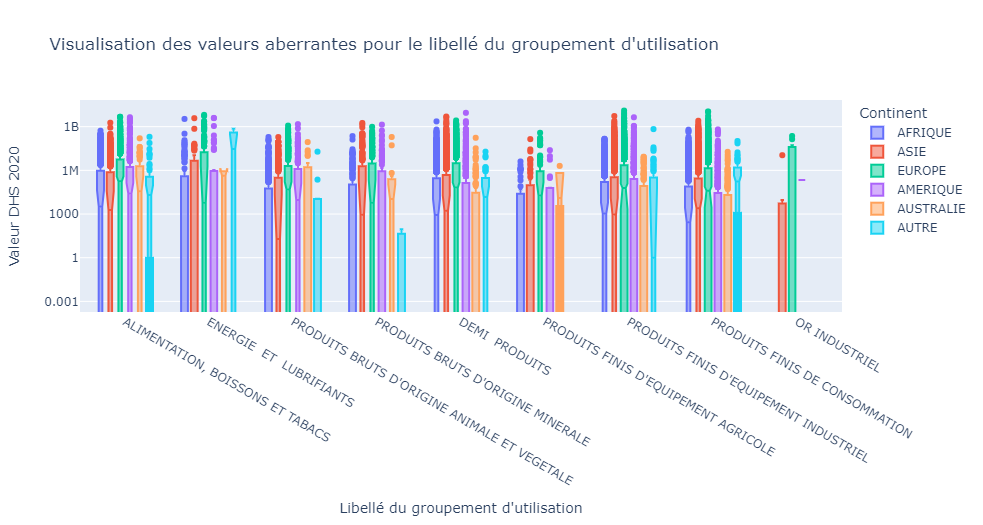 Visualisation des valeurs aberrantes pour le libellé du groupement d'utilisation
Valeur DHS 2020
1B
1M
1000
1
0.001
ALIMENTATION, BOISSONS ET TABACS
ENERGIE  ET  LUBRIFIANTS
PRODUITS BRUTS D'ORIGINE ANIMALE ET VEGETALE
PRODUITS BRUTS D'ORIGINE MINERALE
DEMI  PRODUITS
PRODUITS FINIS D'EQUIPEMENT AGRICOLE
PRODUITS FINIS D'EQUIPEMENT INDUSTRIEL
PRODUITS FINIS DE CONSOMMATION
OR INDUSTRIEL
Libellé du groupement d'utilisation
Continent
AFRIQUE
ASIE
EUROPE
AMERIQUE
AUSTRALIE
AUTRE